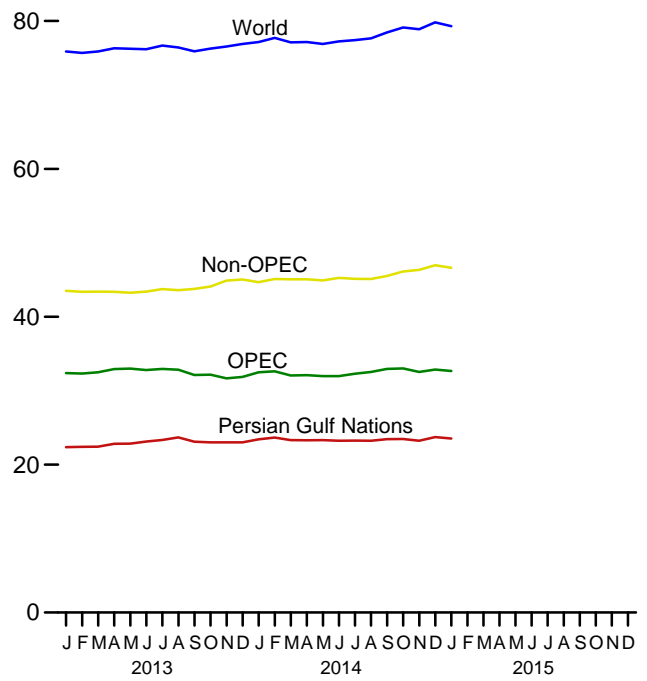 80
World
60
Non-OPEC
40
OPEC
Persian Gulf Nations
20
0
J F M A M J J A S O N D J F M A M J J A S O N D J F M A M J J A S O N D
2013 2014 2015